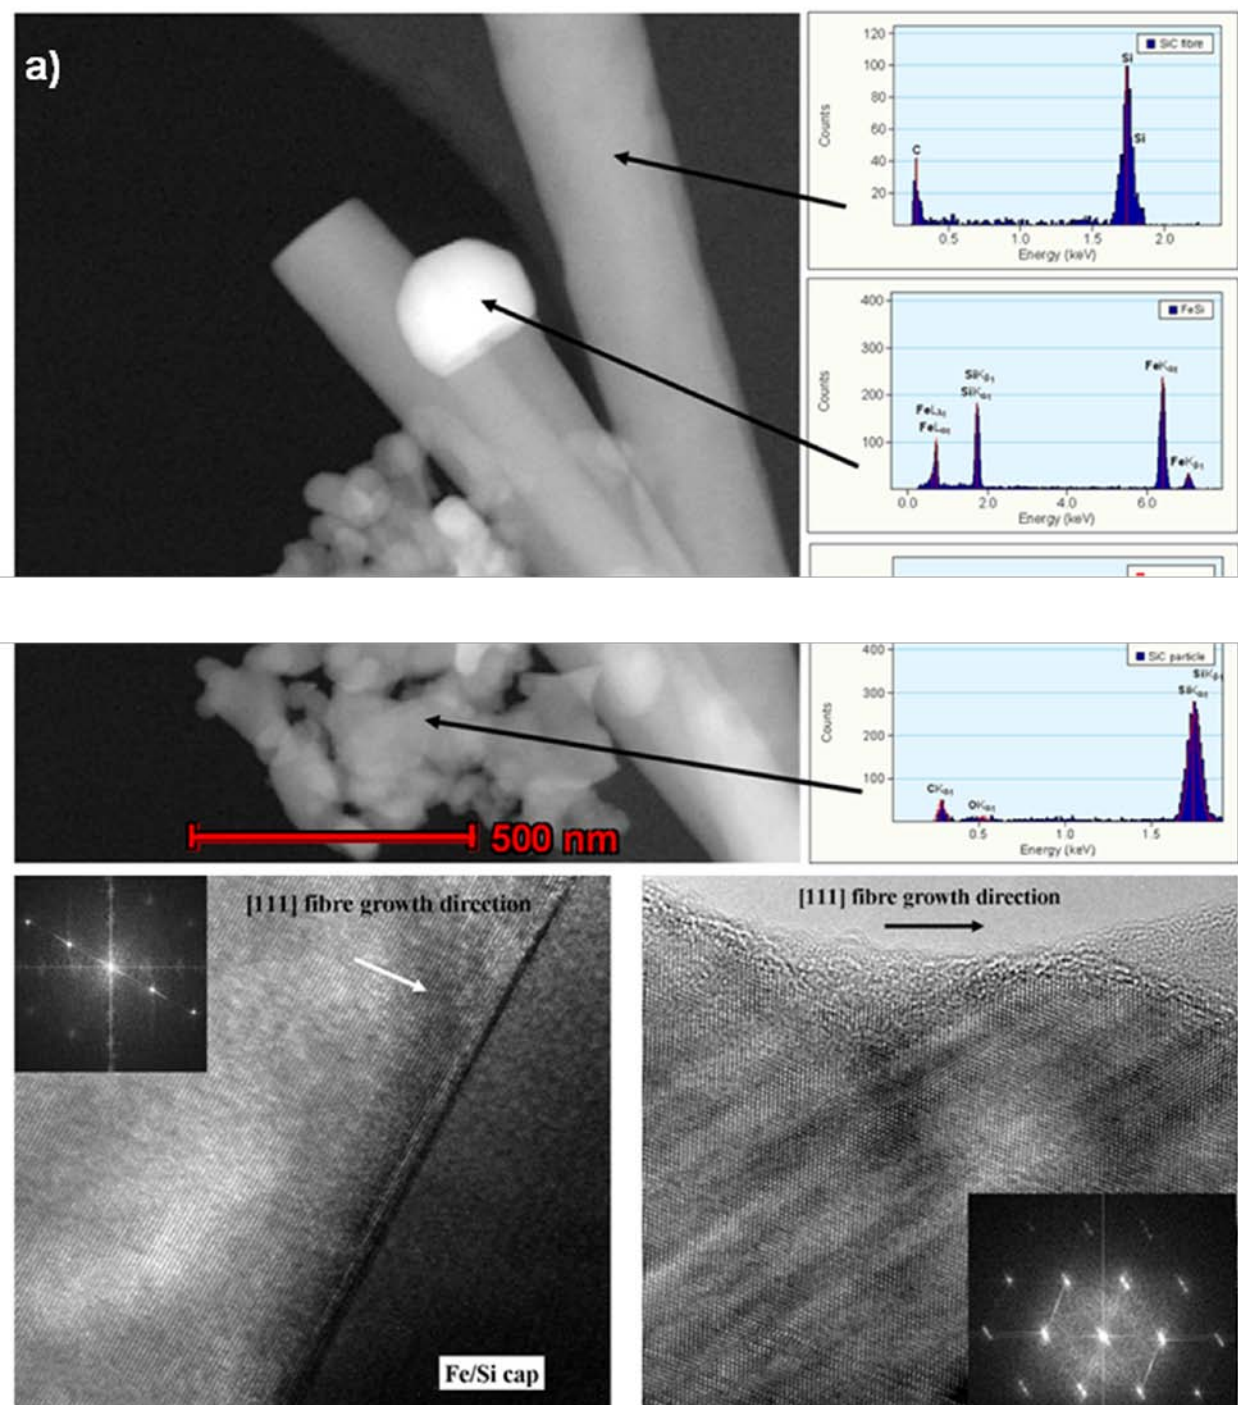 a)
120
100
80
60
40
20
Counts
SiC fibre
C
Si
Si
0.5 1.0 1.5 2.0
Energy (keV)
400
300
200
100
Counts
FeSi
FeLβ1
FeLα1
SiKβ1
SiKα1
FeKα1
FeKβ1
0.0 2.0 4.0 6.0
Energy (keV)
500 nm
400
300
200
100
Counts
SiC particle
SiKβ1
SiKα1
CKα1
OKα1
0.5 1.0 1.5
Energy (keV)
[111] fibre growth direction
Fe/Si cap
[111] fibre growth direction